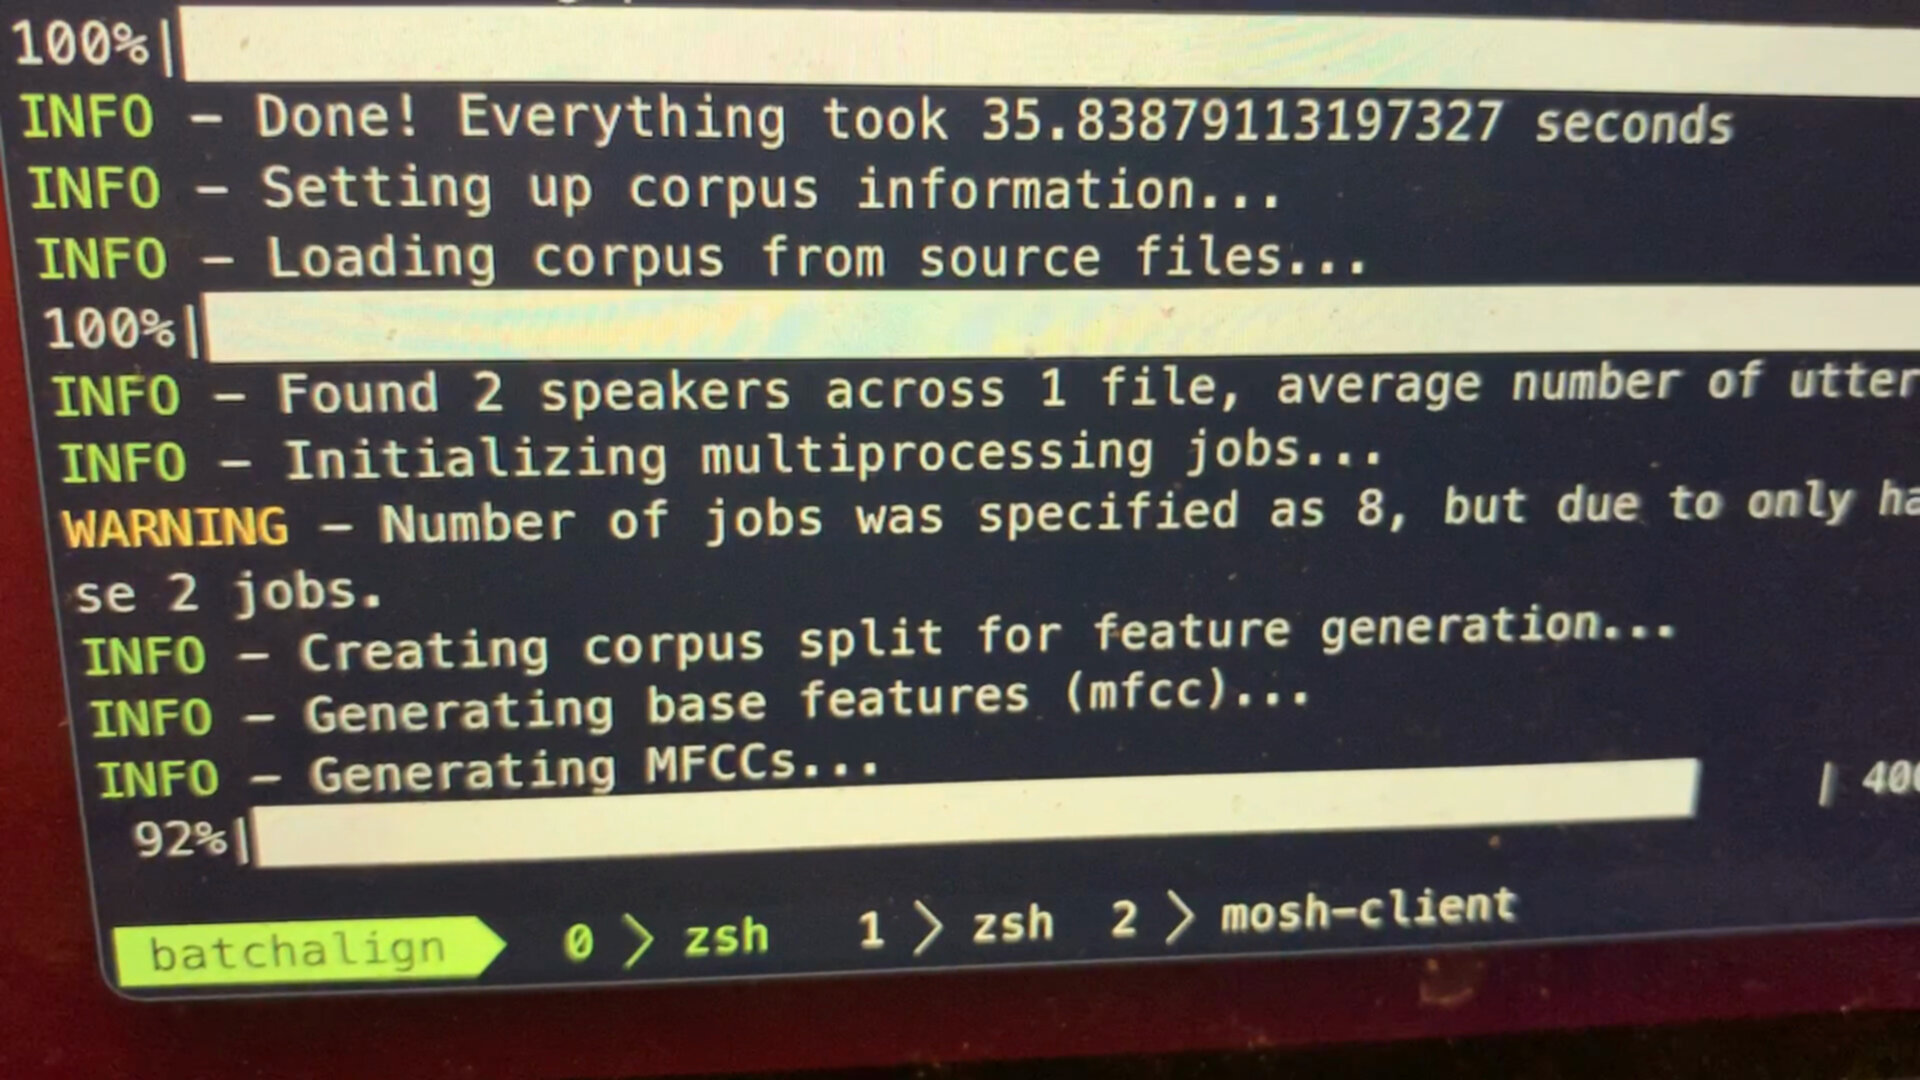 100%|
INFO – Done! Everything took 35.83879113197327 seconds
INFO – Setting up corpus information...
INFO – Loading corpus from source files...
100%|
INFO – Found 2 speakers across 1 file, average number of utter
INFO – Initializing multiprocessing jobs...
WARNING – Number of jobs was specified as 8, but due to only ha
se 2 jobs.
INFO – Creating corpus split for feature generation...
INFO – Generating base features (mfcc)...
INFO – Generating MFCCs...
92%| | 400
batchalign 0 > zsh 1 > zsh 2 > mosh-client